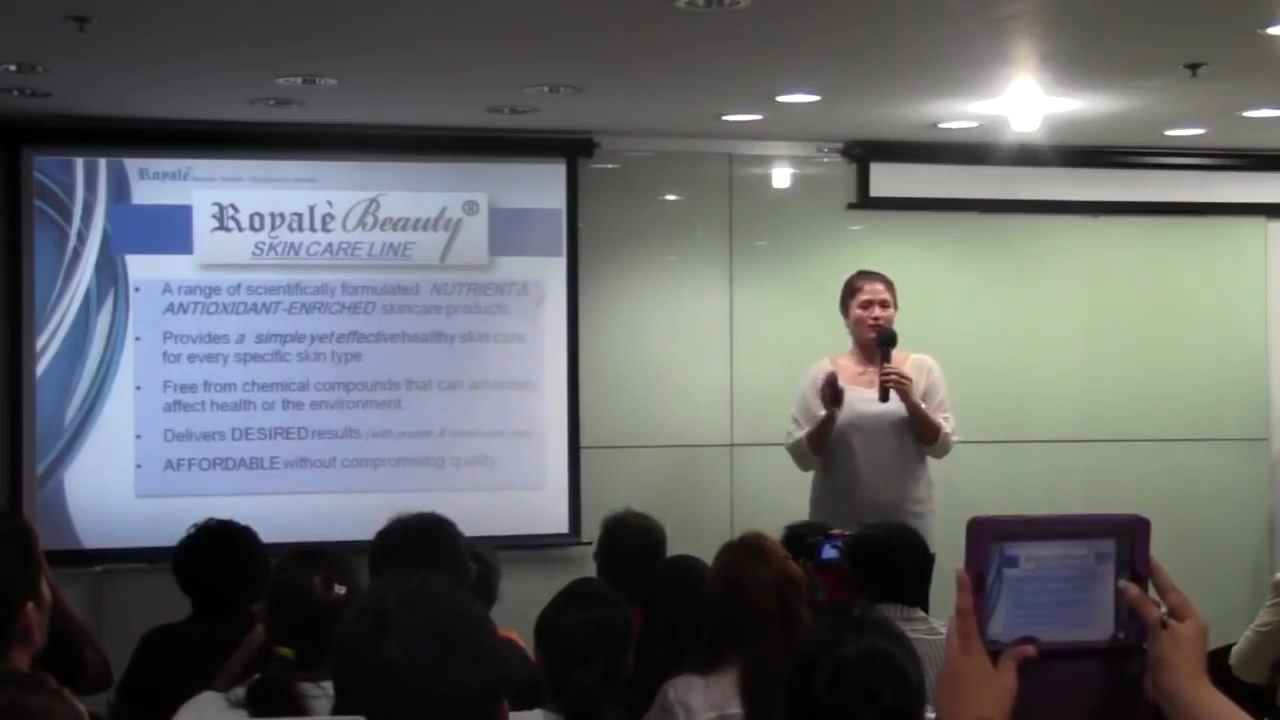 Royalè
Royalè Beauty®
SKIN CARE LINE
• A range of scientifically formulated NUTRIENT &
ANTIOXIDANT-ENRICHED skincare products.
• Provides a simple yet effective healthy skin care
for every specific skin type.
• Free from chemical compounds that can adversely
affect health or the environment.
• Delivers DESIRED results
• AFFORDABLE without compromising quality